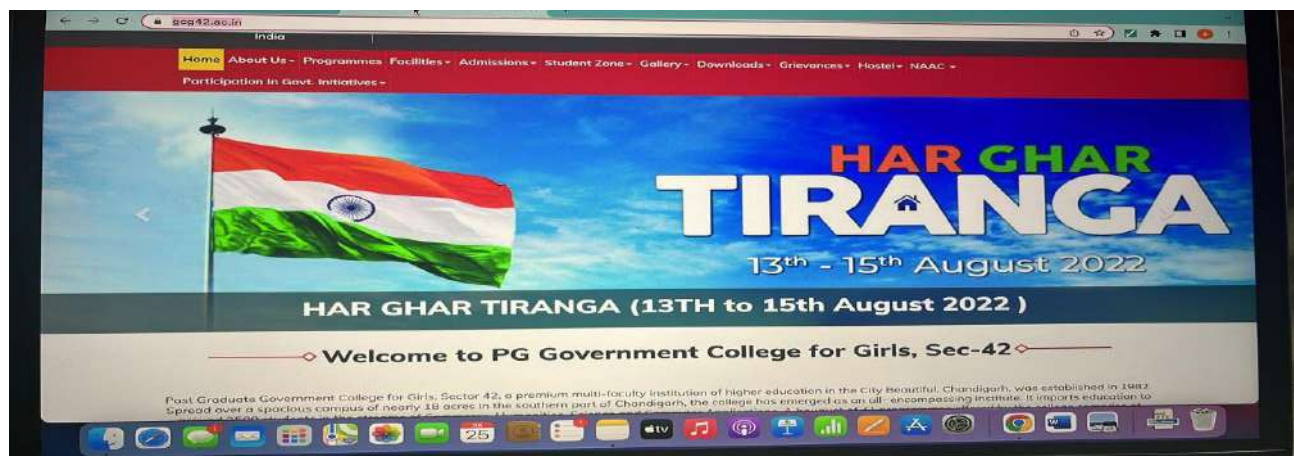 gcg42.ac.in
India
Home About Us Programmes Facilities Admissions Student Zone Gallery Downloads Grievances Hostel NAAC
Participation in Govt. Initiatives
HAR GHAR
TIRANGA
13th - 15th August 2022
HAR GHAR TIRANGA (13TH to 15th August 2022 )
Welcome to PG Government College for Girls, Sec-42
Post Graduate Government College for Girls, Sector 42, a premium multi-faculty institution of higher education in the City Beautiful, Chandigarh, was established in 1982.
Spread over a spacious campus of nearly 18 acres in the southern part of Chandigarh, the college has emerged as an all- encompassing institute. It imparts education to
25
tv